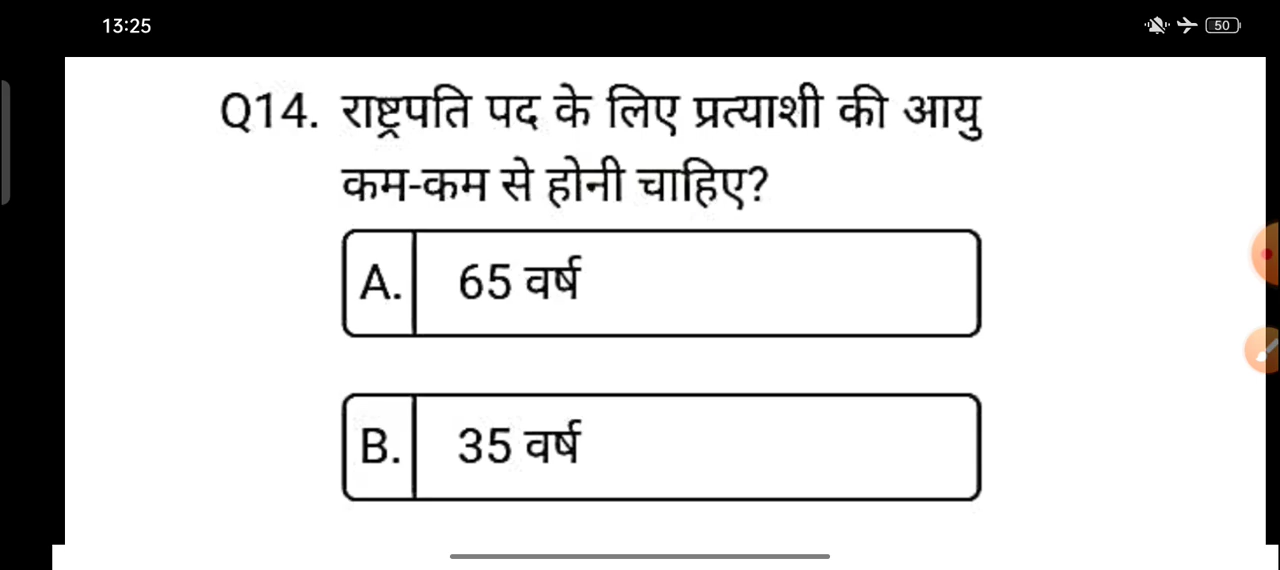 13:25
50
Q14. राष्ट्रपति पद के लिए प्रत्याशी की आयु
कम-कम से होनी चाहिए?
A. 65 वर्ष
B. 35 वर्ष